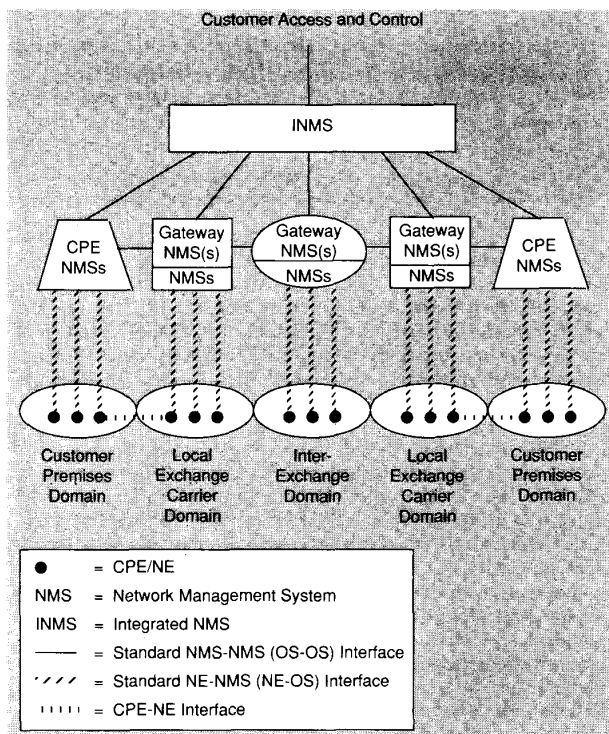 Customer Access and Control
INMS
CPE
NMSs
Gateway
NMS(s)
NMSs
Gateway
NMS(s)
NMSs
Gateway
NMS(s)
NMSs
CPE
NMSs
Customer
Premises
Domain
Local
Exchange
Carrier
Domain
Inter-
Exchange
Domain
Local
Exchange
Carrier
Domain
Customer
Premises
Domain
● = CPE/NE
NMS = Network Management System
INMS = Integrated NMS
= Standard NMS-NMS (OS-OS) Interface
= Standard NE-NMS (NE-OS) Interface
= CPE-NE Interface